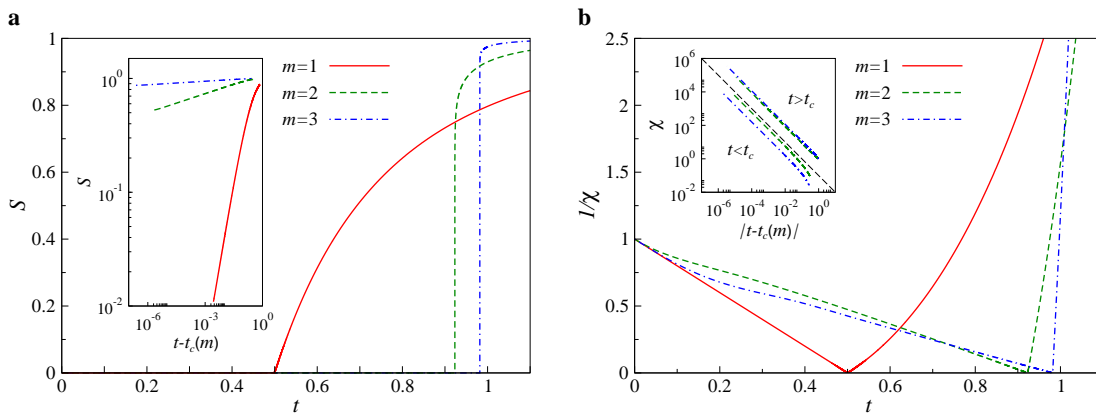 a
1
0.8
0.6
0.4
0.2
0
S
0
0.2
0.4
0.6
0.8
1
t
m=1
m=2
m=3
10^0
10^-1
10^-2
S
10^-6
10^-3
10^0
t-t_c(m)
b
2.5
2.0
1.5
1
0.5
0
1/χ
0
0.2
0.4
0.6
0.8
1
t
m=1
m=2
m=3
10^6
10^4
10^2
10^0
10^-2
χ
t>t_c
t<t_c
10^-6
10^-4
10^-2
10^0
|t-t_c(m)|